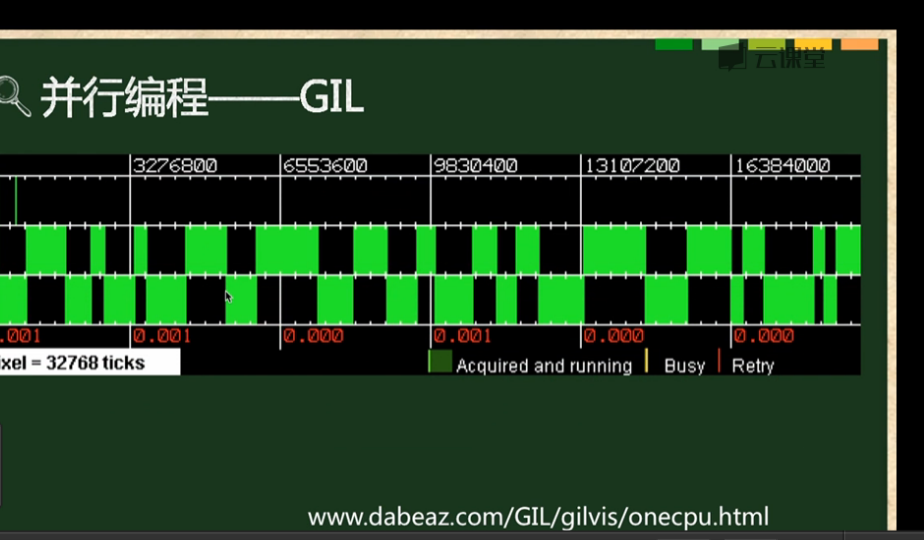 云课堂
并行编程——GIL
3276800 6553600 9830400 13107200 16384000
.001 0.001 0.000 0.001 0.000 0.000
ixel = 32768 ticks
Acquired and running Busy Retry
www.dabeaz.com/GIL/gilvis/onecpu.html